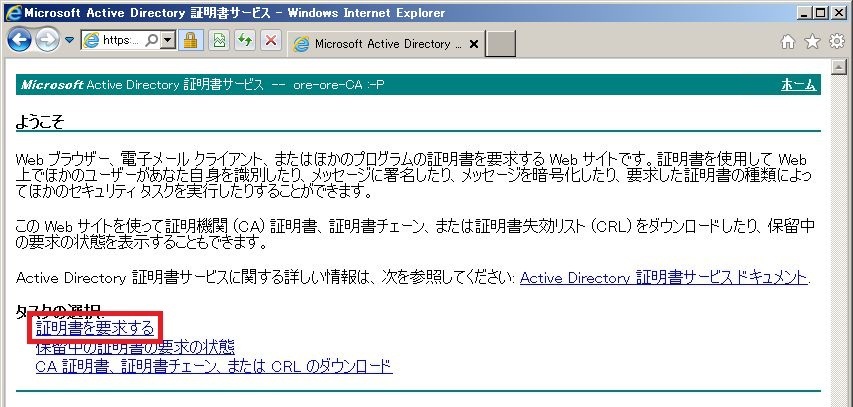 Microsoft Active Directory 証明書サービス - Windows Internet Explorer
https:...
Microsoft Active Directory ...
Microsoft Active Directory 証明書サービス -- ore-ore-CA :-P
ホーム
ようこそ
Web ブラウザー、電子メール クライアント、またはほかのプログラムの証明書を要求する Web サイトです。証明書を使用して Web
上でほかのユーザーがあなた自身を識別したり、メッセージに署名したり、メッセージを暗号化したり、要求した証明書の種類によっ
てほかのセキュリティ タスクを実行したりすることができます。
この Web サイトを使って証明機関 (CA) 証明書、証明書チェーン、または証明書失効リスト (CRL) をダウンロードしたり、保留中
の要求の状態を表示することもできます。
Active Directory 証明書サービスに関する詳しい情報は、次を参照してください: Active Directory 証明書サービス ドキュメント.
タスクの選択:
証明書を要求する
保留中の証明書の要求の状態
CA 証明書、証明書チェーン、または CRL のダウンロード